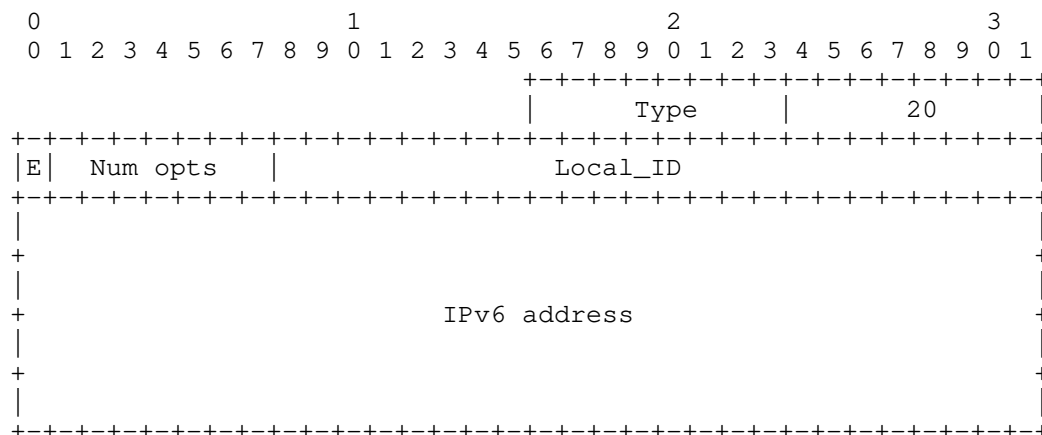 0                   1                   2                   3
 0 1 2 3 4 5 6 7 8 9 0 1 2 3 4 5 6 7 8 9 0 1 2 3 4 5 6 7 8 9 0 1
                                +-+-+-+-+-+-+-+-+-+-+-+-+-+-+-+-+
                                |      Type     |       20      |
+-+-+-+-+-+-+-+-+-+-+-+-+-+-+-+-+-+-+-+-+-+-+-+-+-+-+-+-+-+-+-+-+
|E|  Num opts   |                 Local_ID                      |
+-+-+-+-+-+-+-+-+-+-+-+-+-+-+-+-+-+-+-+-+-+-+-+-+-+-+-+-+-+-+-+-+
|                                                               |
+                                                               +
|                                                               |
+                          IPv6 address                         +
|                                                               |
+                                                               +
|                                                               |
+-+-+-+-+-+-+-+-+-+-+-+-+-+-+-+-+-+-+-+-+-+-+-+-+-+-+-+-+-+-+-+-+